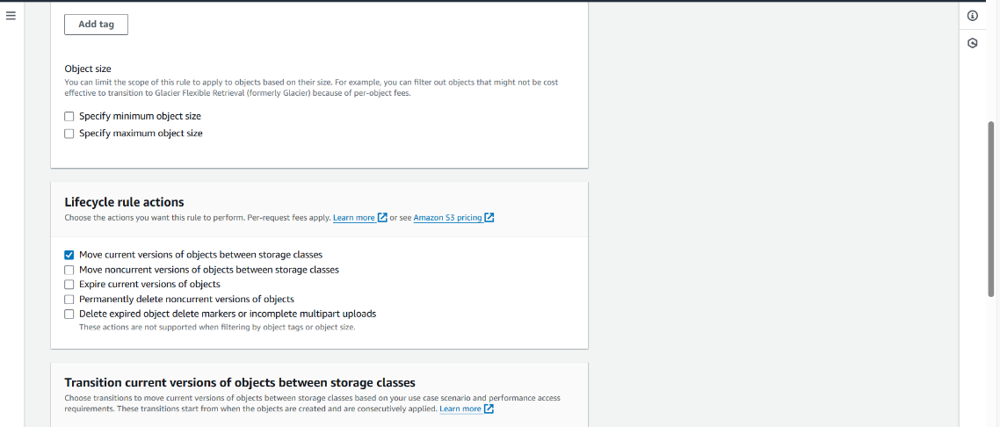 Add tag
Object size
You can limit the scope of this rule to apply to objects based on their size. For example, you can filter out objects that might not be cost
effective to transition to Glacier Flexible Retrieval (formerly Glacier) because of per-object fees.
Specify minimum object size
Specify maximum object size
Lifecycle rule actions
Choose the actions you want this rule to perform. Per-request fees apply. Learn more or see Amazon S3 pricing
Move current versions of objects between storage classes
Move noncurrent versions of objects between storage classes
Expire current versions of objects
Permanently delete noncurrent versions of objects
Delete expired object delete markers or incomplete multipart uploads
These actions are not supported when filtering by object tags or object size.
Transition current versions of objects between storage classes
Choose transitions to move current versions of objects between storage classes based on your use case scenario and performance access
requirements. These transitions start from when the objects are created and are consecutively applied. Learn more